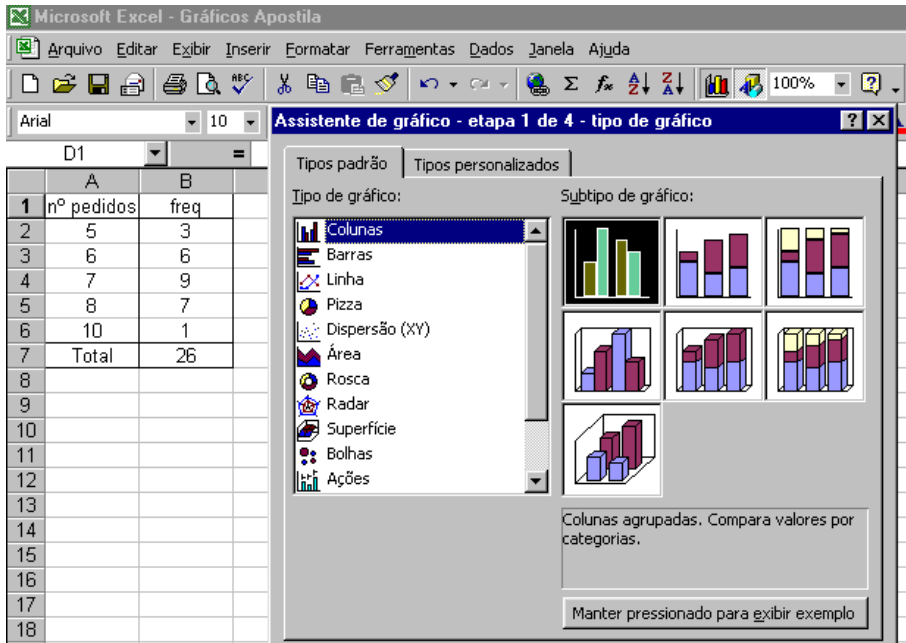 Microsoft Excel - Gráficos Apostila
Arquivo Editar Exibir Inserir Formatar Ferramentas Dados Janela Ajuda
ABC Σ fx A Z Z A 100% ?
Arial 10
D1 =
A B
1 nº pedidos freq
2 5 3
3 6 6
4 7 9
5 8 7
6 10 1
7 Total 26
8
9
10
11
12
13
14
15
16
17
18
Assistente de gráfico - etapa 1 de 4 - tipo de gráfico
Tipos padrão Tipos personalizados
Tipo de gráfico:
Colunas
Barras
Linha
Pizza
Dispersão (XY)
Área
Rosca
Radar
Superfície
Bolhas
Ações
Subtipo de gráfico:
Colunas agrupadas. Compara valores por
categorias.
Manter pressionado para exibir exemplo